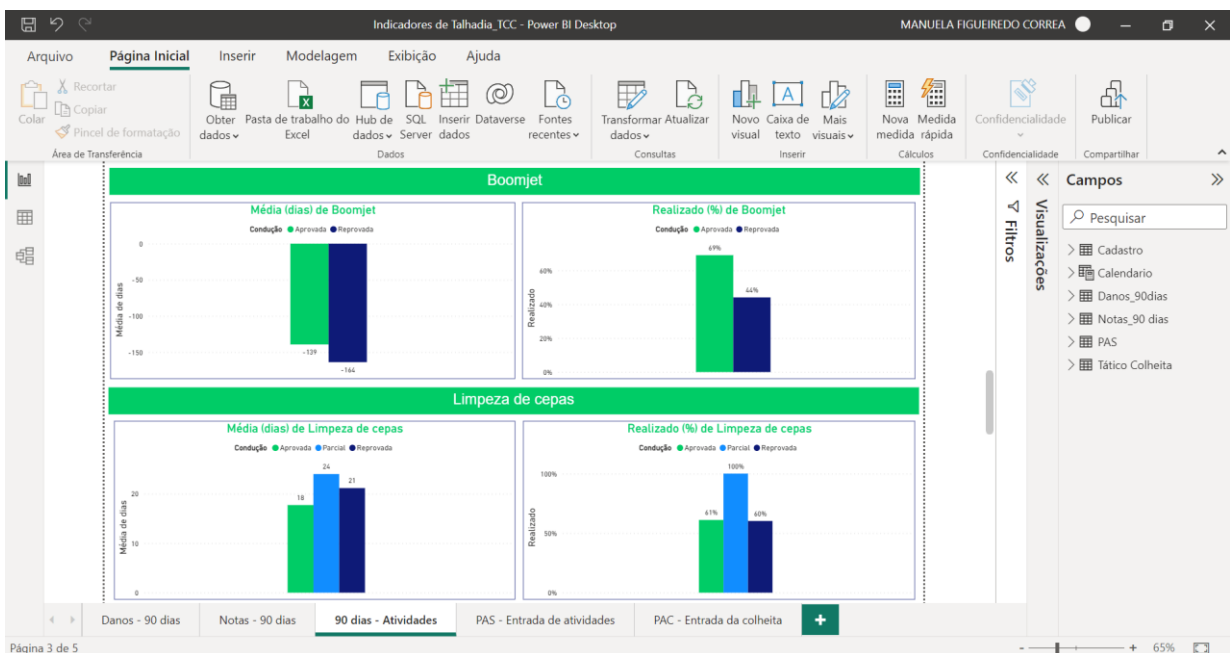 Indicadores de Talhadia_TCC - Power BI Desktop
MANUELA FIGUEIREDO CORREA
Arquivo Página Inicial Inserir Modelagem Exibição Ajuda
Colar
Recortar
Copiar
Pincel de formatação
Área de Transferência
Obter dados
Pasta de trabalho do Excel
Hub de dados
SQL Server
Inserir dados
Dataverse
Fontes recentes
Dados
Transformar dados
Atualizar
Consultas
Novo visual
Caixa de texto
Mais visuais
Inserir
Nova medida
Medida rápida
Cálculos
Confidencialidade
Confidencialidade
Publicar
Compartilhar
Boomjet
Média (dias) de Boomjet
Condução Aprovada Reprovada
Média de dias
0
-50
-100
-150
-139
-164
Realizado (%) de Boomjet
Condução Aprovada Reprovada
Realizado
60%
40%
20%
0%
69%
44%
Limpeza de cepas
Média (dias) de Limpeza de cepas
Condução Aprovada Parcial Reprovada
Média de dias
20
10
0
18
24
21
Realizado (%) de Limpeza de cepas
Condução Aprovada Parcial Reprovada
Realizado
100%
50%
0%
61%
100%
60%
Filtros
Visualizações
Campos
Pesquisar
Cadastro
Calendario
Danos_90dias
Notas_90 dias
PAS
Tático Colheita
Danos - 90 dias Notas - 90 dias 90 dias - Atividades PAS - Entrada de atividades PAC - Entrada da colheita +
Página 3 de 5
- + 65%